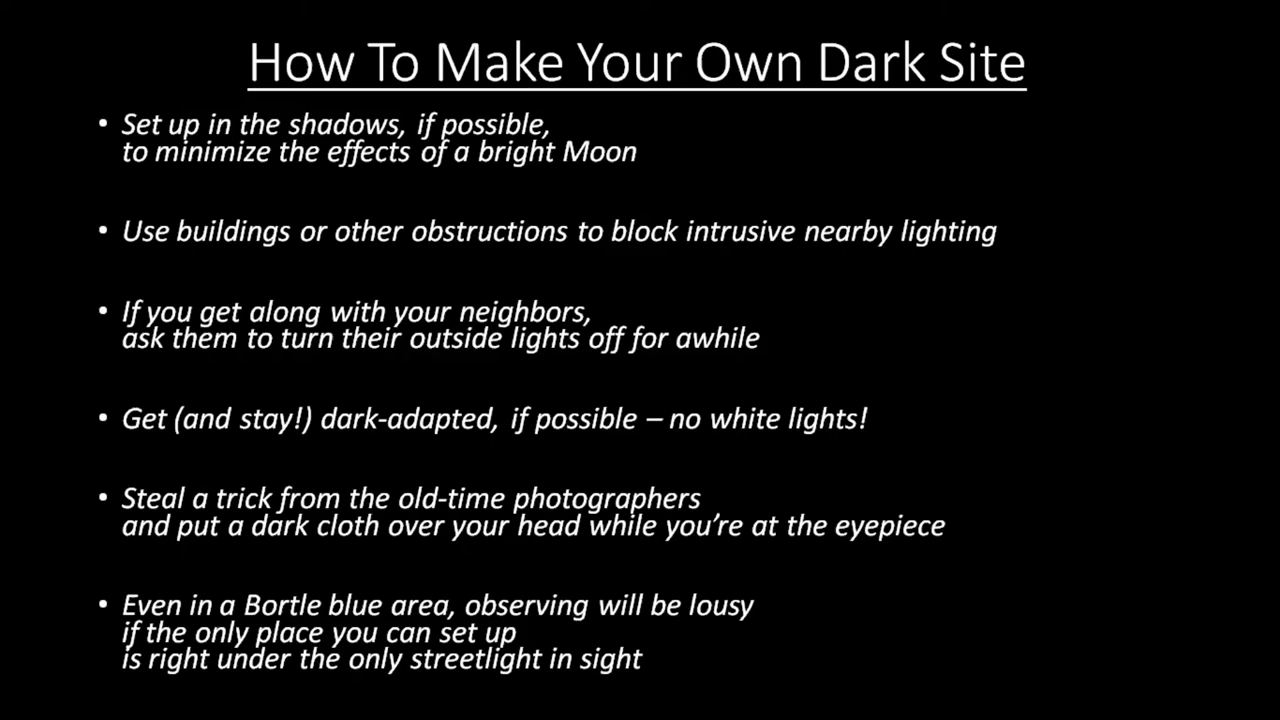 How To Make Your Own Dark Site
• Set up in the shadows, if possible,
to minimize the effects of a bright Moon
• Use buildings or other obstructions to block intrusive nearby lighting
• If you get along with your neighbors,
ask them to turn their outside lights off for awhile
• Get (and stay!) dark-adapted, if possible – no white lights!
• Steal a trick from the old-time photographers
and put a dark cloth over your head while you’re at the eyepiece
• Even in a Bortle blue area, observing will be lousy
if the only place you can set up
is right under the only streetlight in sight